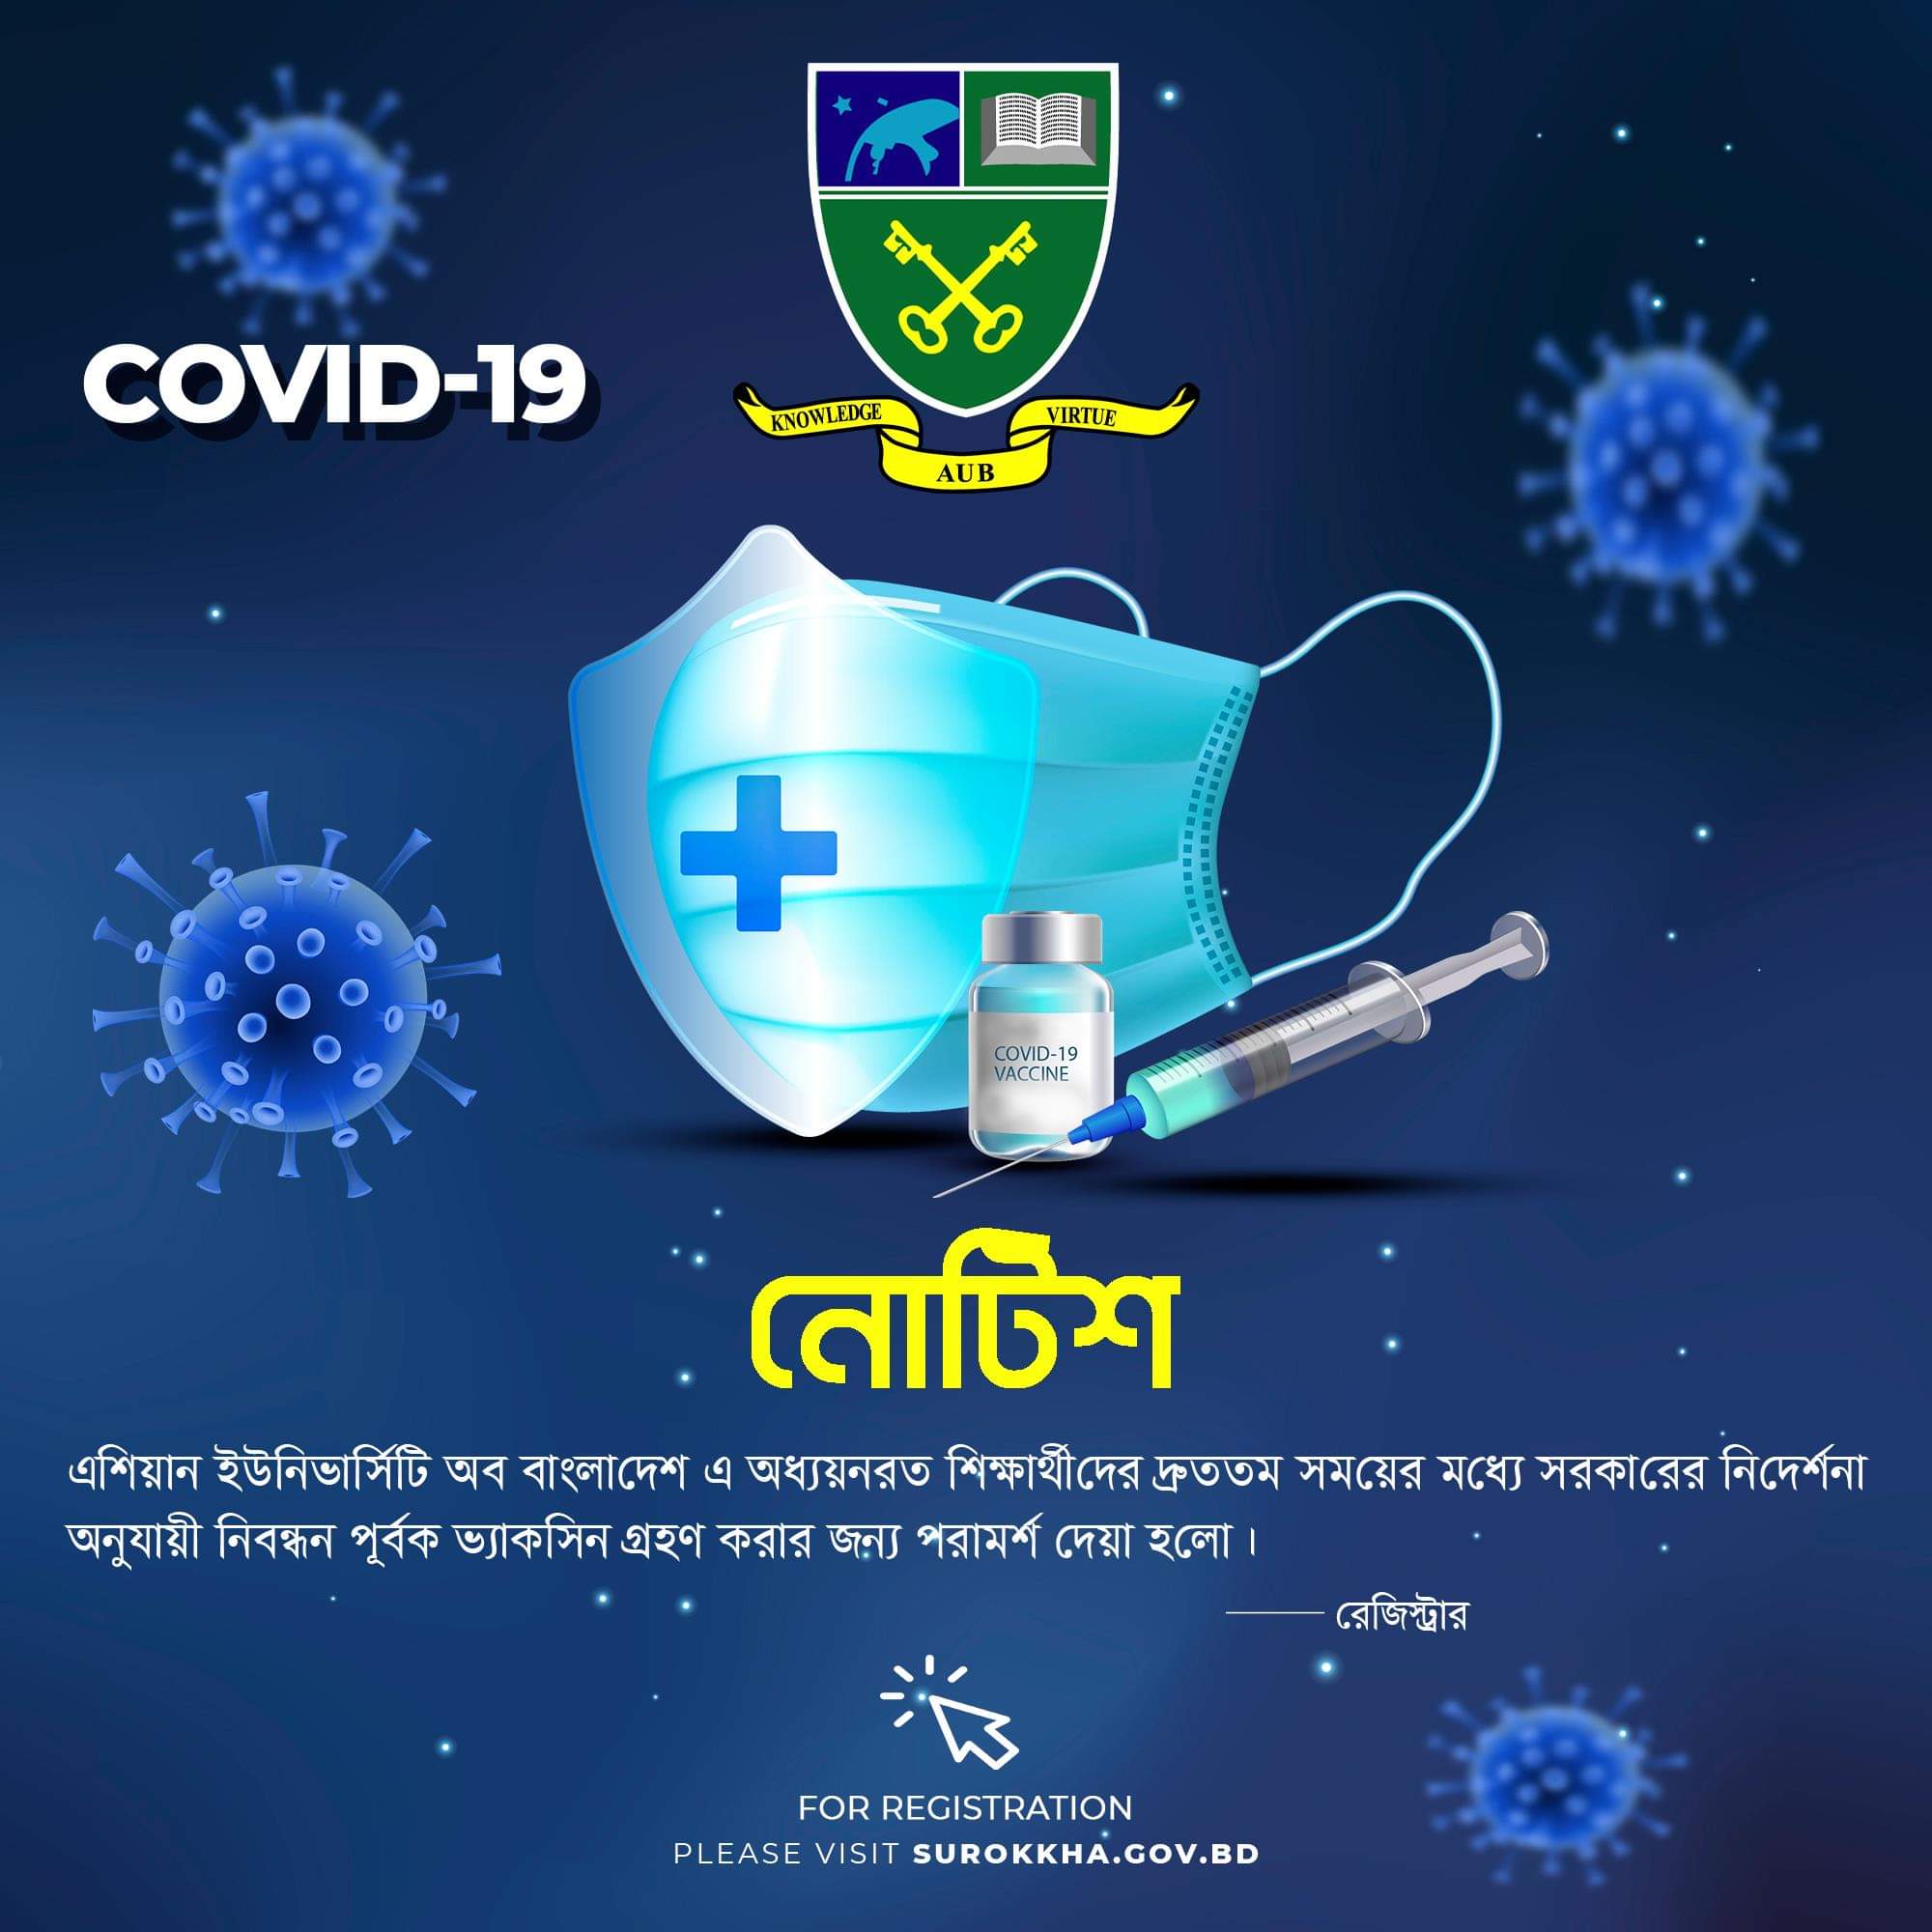 COVID-19
KNOWLEDGE
VIRTUE
AUB
COVID-19
VACCINE
নোটিশ
এশিয়ান ইউনিভার্সিটি অব বাংলাদেশ এ অধ্যয়নরত শিক্ষার্থীদের দ্রুততম সময়ের মধ্যে সরকারের নির্দেশনা
অনুযায়ী নিবন্ধন পূর্বক ভ্যাকসিন গ্রহণ করার জন্য পরামর্শ দেয়া হলো।
রেজিস্ট্রার
FOR REGISTRATION
PLEASE VISIT SUROKKHA.GOV.BD